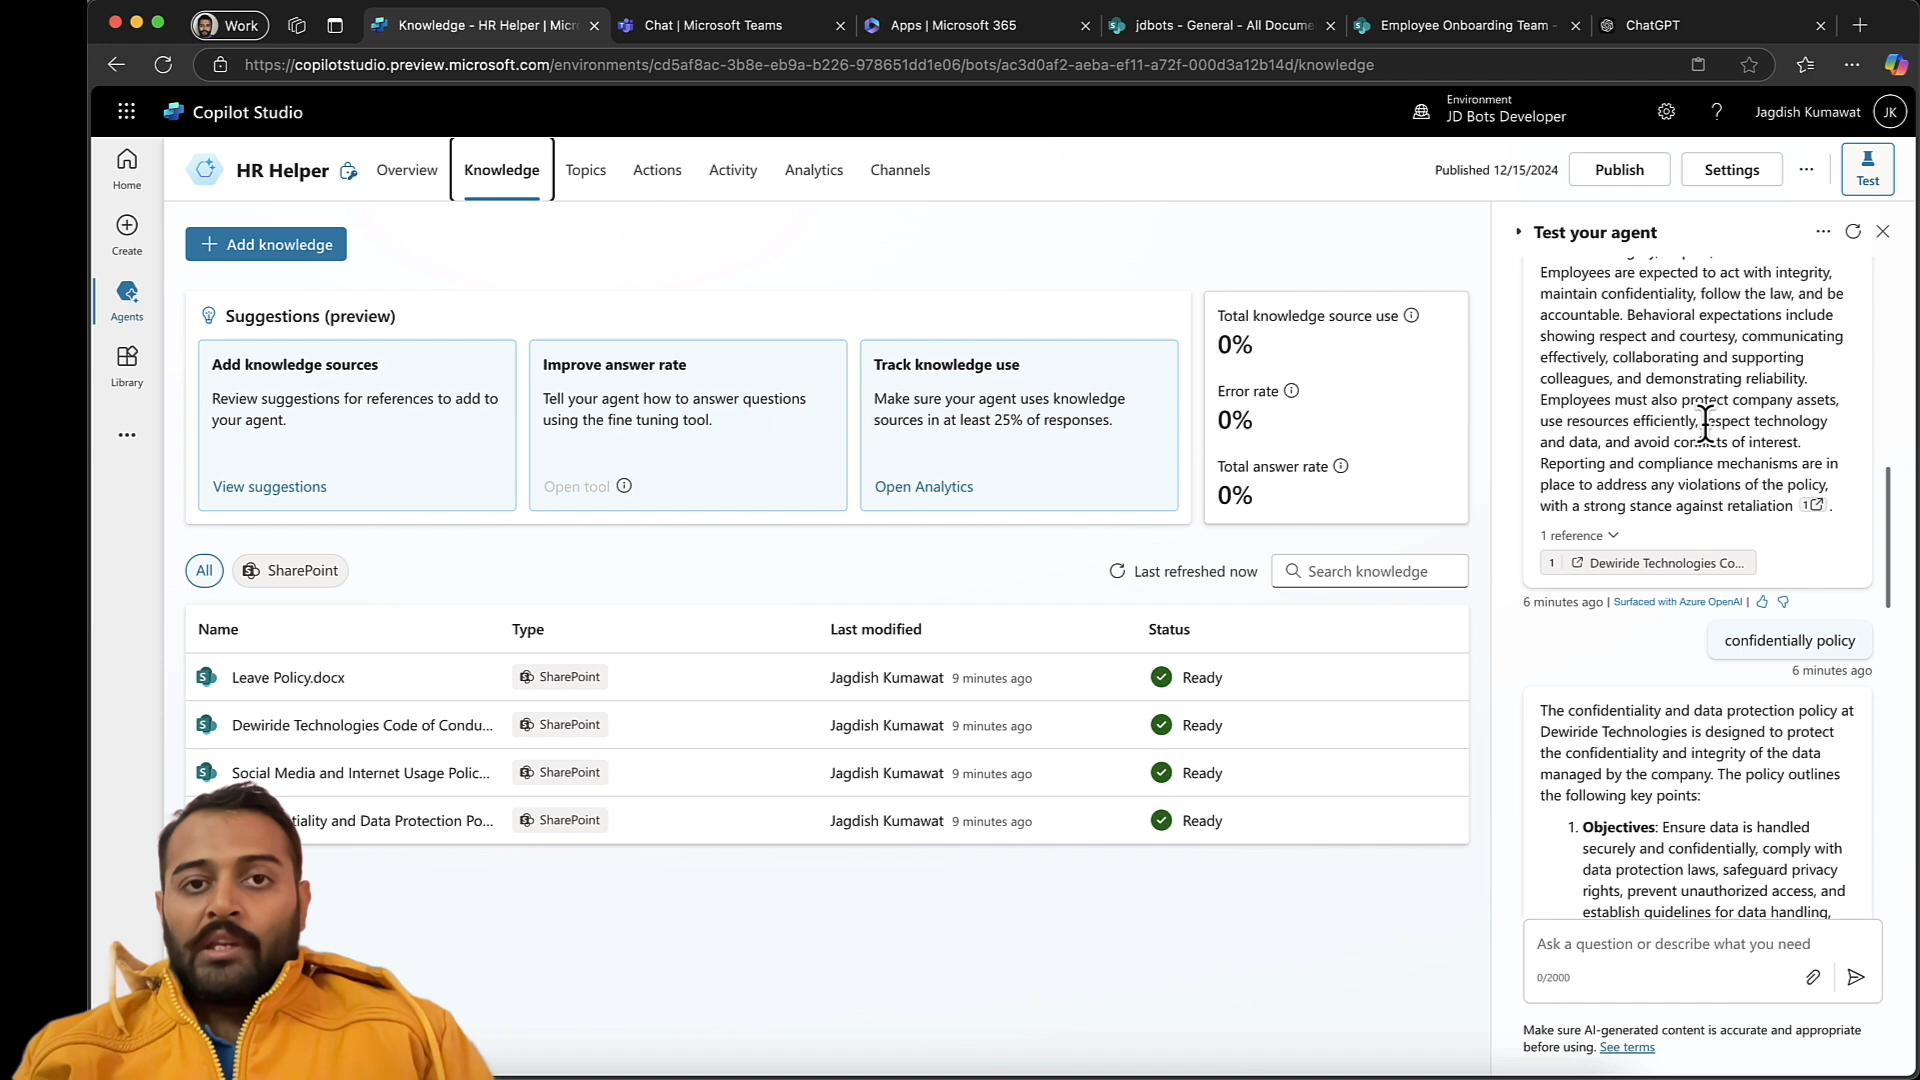 Work
Knowledge - HR Helper | Micr
Chat | Microsoft Teams
Apps | Microsoft 365
jdbots - General - All Docume
Employee Onboarding Team -
ChatGPT
https://copilotstudio.preview.microsoft.com/environments/cd5af8ac-3b8e-eb9a-b226-978651dd1e06/bots/ac3d0af2-aeba-ef11-a72f-000d3a12b14d/knowledge
Copilot Studio
Environment
JD Bots Developer
Jagdish Kumawat
JK
Home
Create
Agents
Library
HR Helper
Overview
Knowledge
Topics
Actions
Activity
Analytics
Channels
Published 12/15/2024
Publish
Settings
Test
Add knowledge
Suggestions (preview)
Add knowledge sources
Review suggestions for references to add to
your agent.
View suggestions
Improve answer rate
Tell your agent how to answer questions
using the fine tuning tool.
Open tool
Track knowledge use
Make sure your agent uses knowledge
sources in at least 25% of responses.
Open Analytics
Total knowledge source use
0%
Error rate
0%
Total answer rate
0%
All
SharePoint
Last refreshed now
Search knowledge
Name Type Last modified Status
Leave Policy.docx SharePoint Jagdish Kumawat 9 minutes ago Ready
Dewiride Technologies Code of Condu... SharePoint Jagdish Kumawat 9 minutes ago Ready
Social Media and Internet Usage Polic... SharePoint Jagdish Kumawat 9 minutes ago Ready
tiality and Data Protection Po... SharePoint Jagdish Kumawat 9 minutes ago Ready
Test your agent
Employees are expected to act with integrity,
maintain confidentiality, follow the law, and be
accountable. Behavioral expectations include
showing respect and courtesy, communicating
effectively, collaborating and supporting
colleagues, and demonstrating reliability.
Employees must also protect company assets,
use resources efficiently, respect technology
and data, and avoid conflicts of interest.
Reporting and compliance mechanisms are in
place to address any violations of the policy,
with a strong stance against retaliation 1 .
1 reference
1 Dewiride Technologies Co...
6 minutes ago | Surfaced with Azure OpenAI |
confidentially policy
6 minutes ago
The confidentiality and data protection policy at
Dewiride Technologies is designed to protect
the confidentiality and integrity of the data
managed by the company. The policy outlines
the following key points:
1. Objectives: Ensure data is handled
securely and confidentially, comply with
data protection laws, safeguard privacy
rights, prevent unauthorized access, and
establish guidelines for data handling,
Ask a question or describe what you need
0/2000
Make sure AI-generated content is accurate and appropriate
before using. See terms